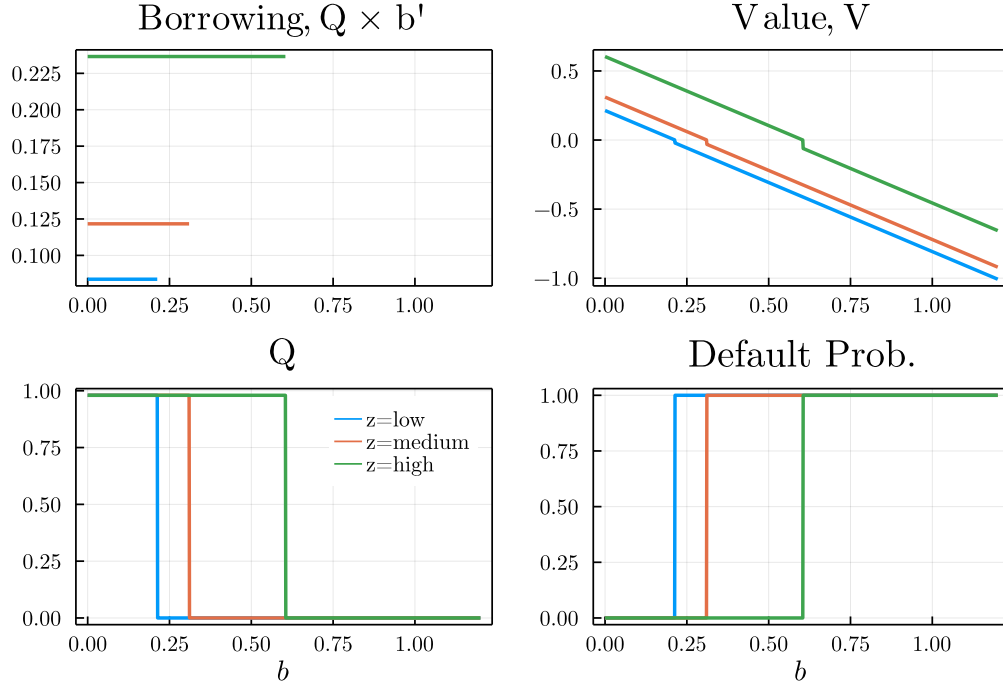 Borrowing, Q × b'
0.225
0.200
0.175
0.150
0.125
0.100
0.00 0.25 0.50 0.75 1.00
Value, V
0.5
0.0
−0.5
−1.0
0.00 0.25 0.50 0.75 1.00
Q
1.00
0.75
0.50
0.25
0.00
z=low
z=medium
z=high
0.00 0.25 0.50 0.75 1.00
b
Default Prob.
1.00
0.75
0.50
0.25
0.00
0.00 0.25 0.50 0.75 1.00
b